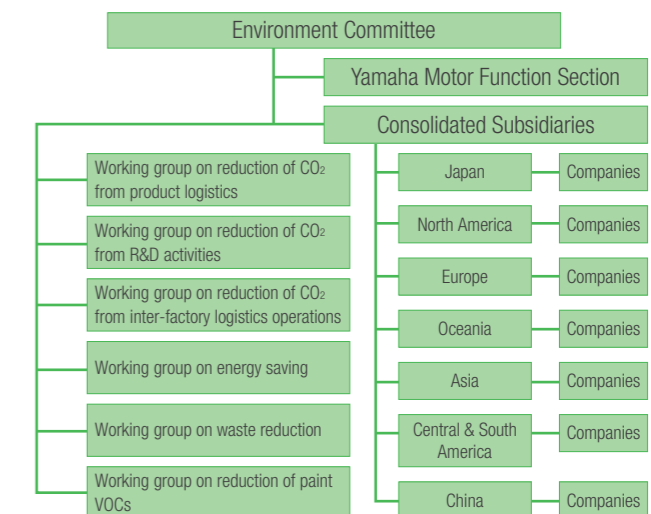 Environment Committee
Yamaha Motor Function Section
Consolidated Subsidiaries
Working group on reduction of CO₂
from product logistics
Working group on reduction of CO₂
from R&D activities
Working group on reduction of CO₂
from inter-factory logistics operations
Working group on energy saving
Working group on waste reduction
Working group on reduction of paint
VOCs
Japan
Companies
North America
Companies
Europe
Companies
Oceania
Companies
Asia
Companies
Central & South
America
Companies
China
Companies